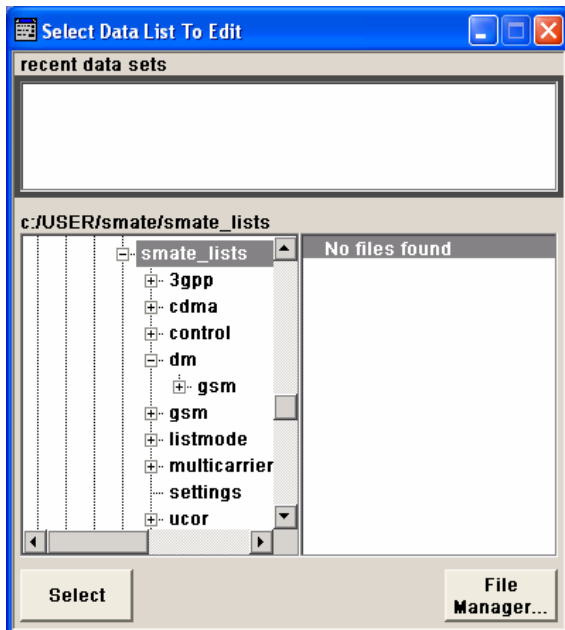 Select Data List To Edit
recent data sets
c:/USER/smate/smate_lists
smate_lists
No files found
3gpp
cdma
control
dm
gsm
gsm
listmode
multicarrier
settings
ucor
Select
File
Manager...